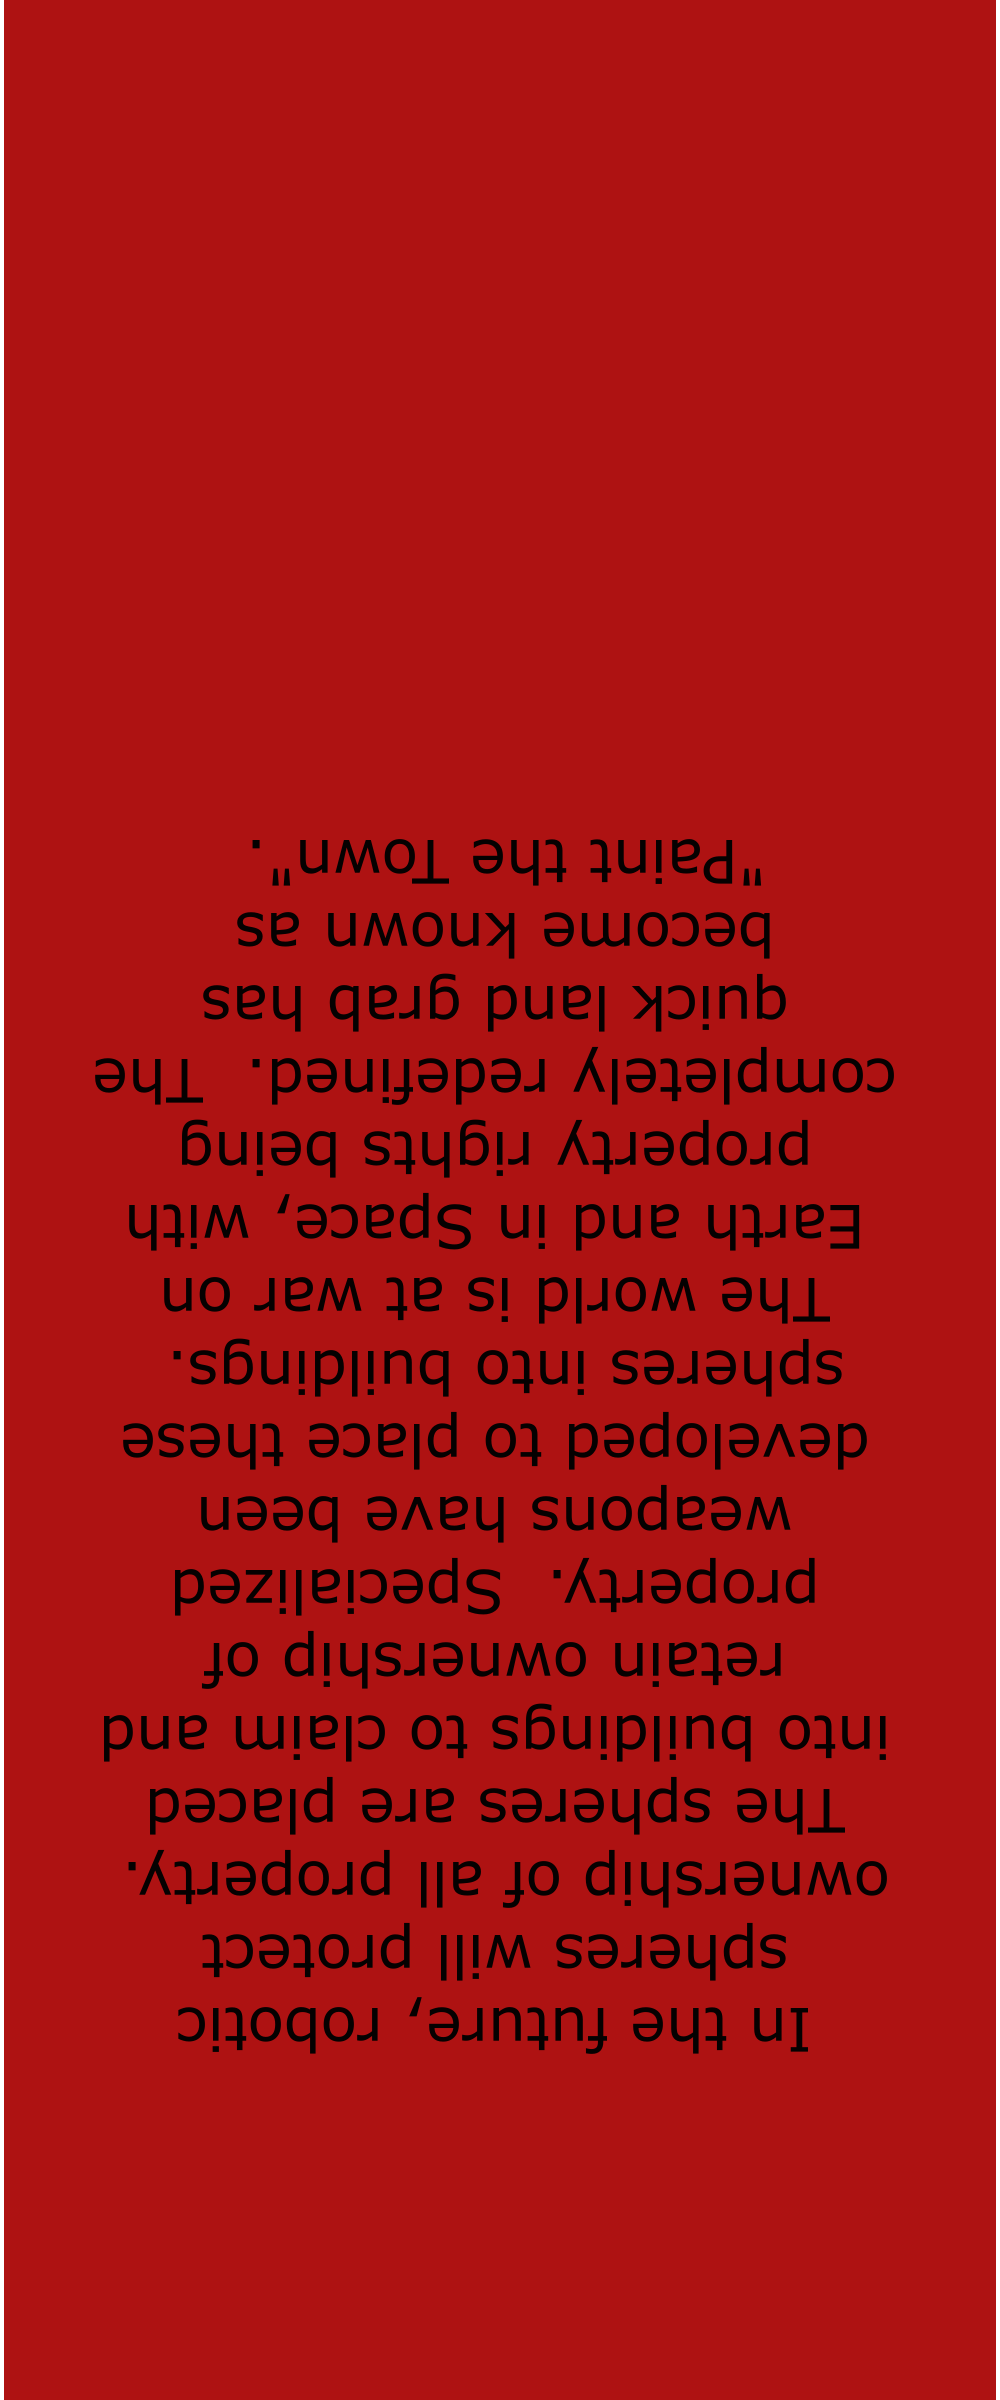 In the future, robotic
spheres will protect
ownership of all property.
The spheres are placed
into buildings to claim and
retain ownership of
property.  Specialized
weapons have been
developed to place these
spheres into buildings.
The world is at war on
Earth and in Space, with
property rights being
completely redefined.  The
quick land grab has
become known as
"Paint the Town".